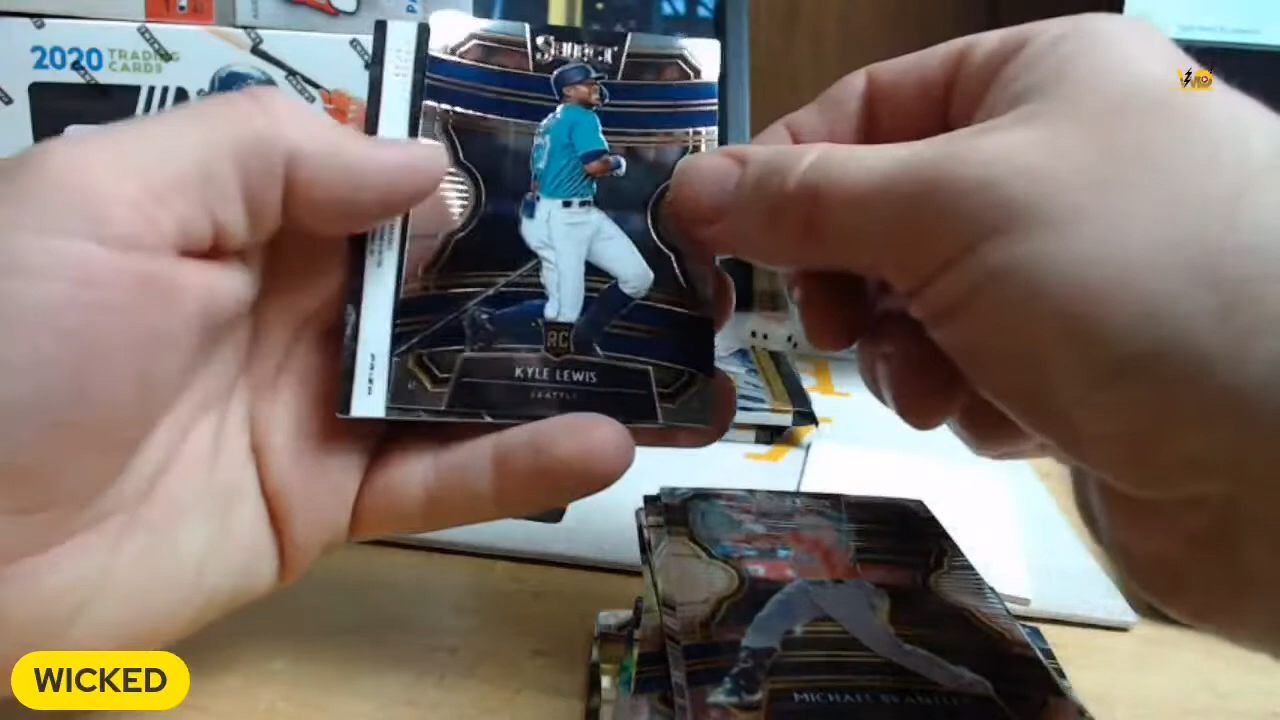 2020 TRADING
CARDS
SELECT
RC
KYLE LEWIS
SEATTLE
MICHAEL BRANTLEY
WICKED